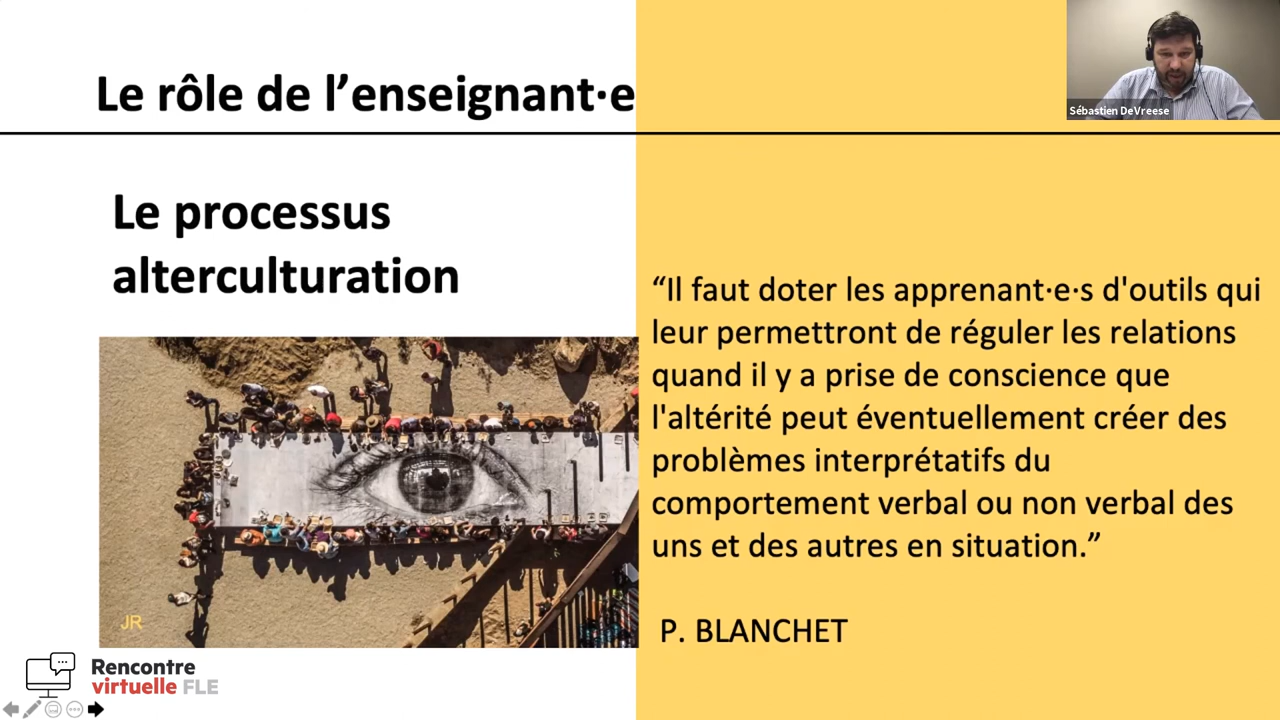 Le rôle de l’enseignant·e
Sébastien DeVreese
Le processus
alterculturation
“Il faut doter les apprenant·e·s d'outils qui
leur permettront de réguler les relations
quand il y a prise de conscience que
l'altérité peut éventuellement créer des
problèmes interprétatifs du
comportement verbal ou non verbal des
uns et des autres en situation.”
P. BLANCHET
JR
Rencontre
virtuelle FLE